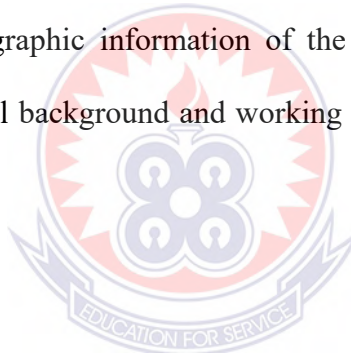 graphic information of the
l background and working
EDUCATION FOR SERVICE